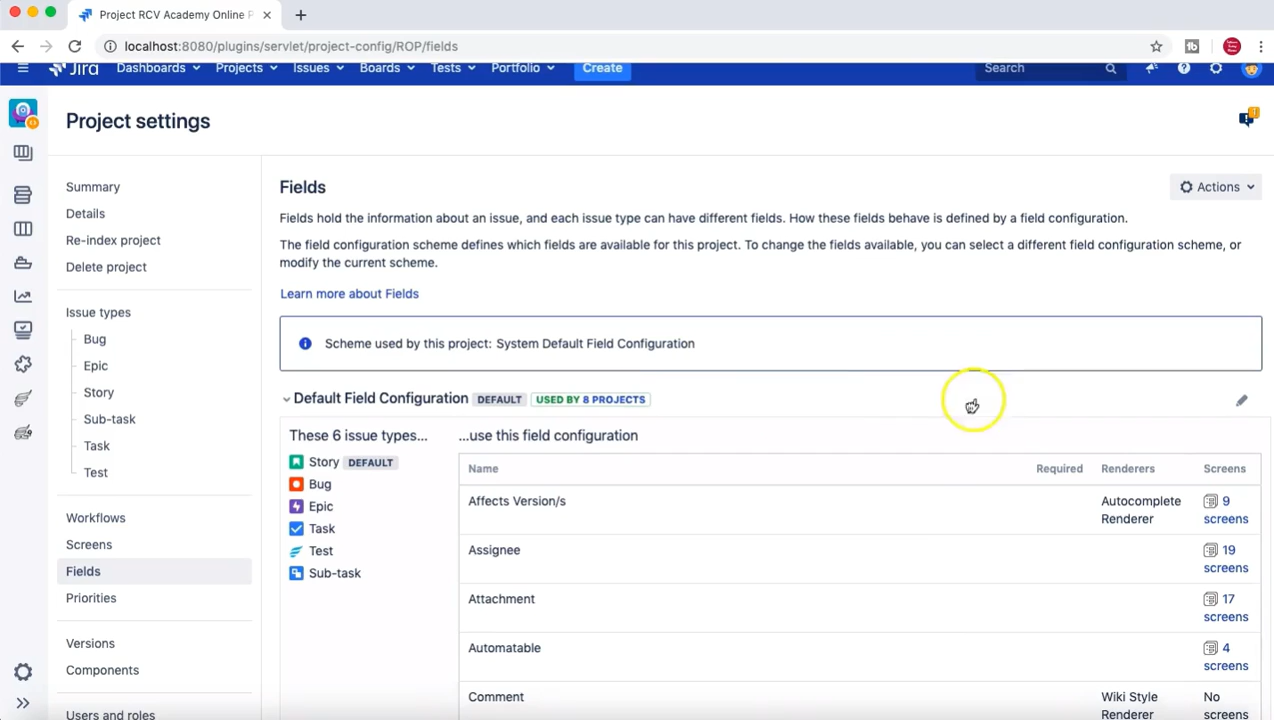 Project RCV Academy Online P
localhost:8080/plugins/servlet/project-config/ROP/fields
Jira Dashboards Projects Issues Boards Tests Portfolio Create Search
Project settings
Summary
Details
Re-index project
Delete project
Issue types
Bug
Epic
Story
Sub-task
Task
Test
Workflows
Screens
Fields
Priorities
Versions
Components
Users and roles
Fields
Actions
Fields hold the information about an issue, and each issue type can have different fields. How these fields behave is defined by a field configuration.
The field configuration scheme defines which fields are available for this project. To change the fields available, you can select a different field configuration scheme, or
modify the current scheme.
Learn more about Fields
Scheme used by this project: System Default Field Configuration
Default Field Configuration DEFAULT USED BY 8 PROJECTS
These 6 issue types...
Story DEFAULT
Bug
Epic
Task
Test
Sub-task
...use this field configuration
Name Required Renderers Screens
Affects Version/s Autocomplete 9
Renderer screens
Assignee 19
screens
Attachment 17
screens
Automatable 4
screens
Comment Wiki Style No
Renderer screens